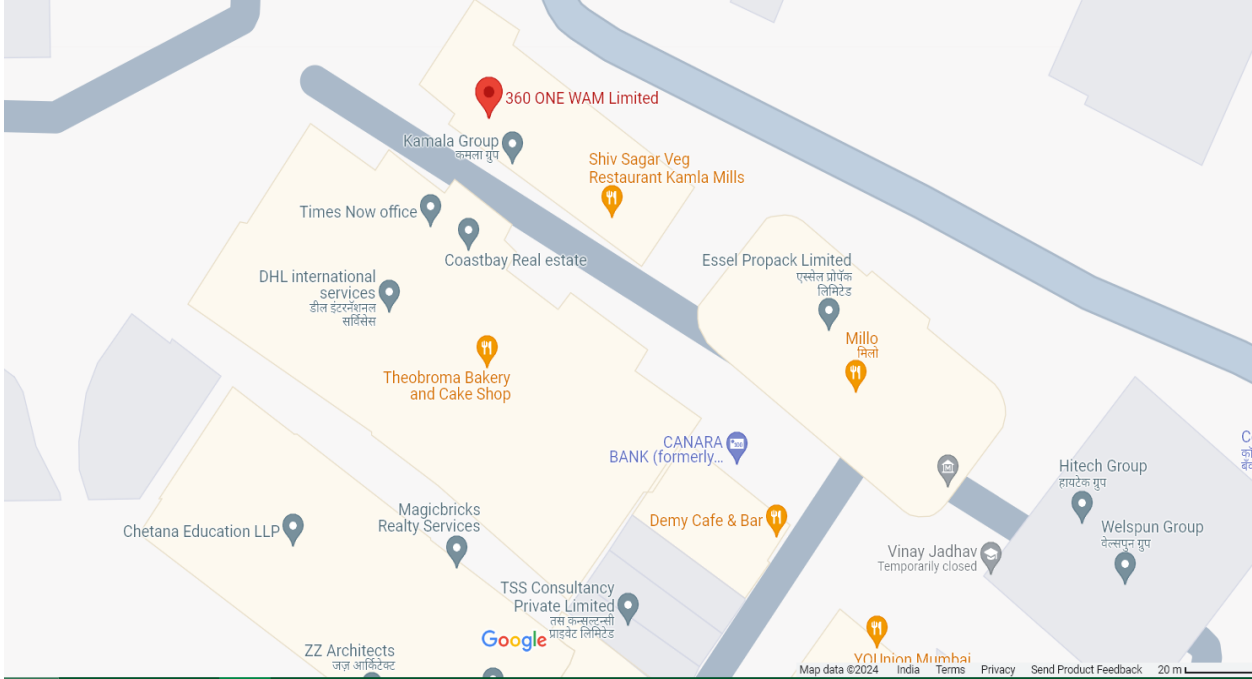 360 ONE WAM Limited
Kamala Group
कमला ग्रुप
Shiv Sagar Veg
Restaurant Kamla Mills
Times Now office
Coastbay Real estate
Essel Propack Limited
एस्सेल प्रोपॅक
लिमिटेड
DHL international
services
डील इंटरनॅशनल
सर्विसेस
Millo
मिलो
Theobroma Bakery
and Cake Shop
CANARA
BANK (formerly...
Hitech Group
हायटेक ग्रुप
Magicbricks
Realty Services
Demy Cafe & Bar
Chetana Education LLP
Welspun Group
वेल्सपुन ग्रुप
Vinay Jadhav
Temporarily closed
TSS Consultancy
Private Limited
तस कन्सल्टन्सी
प्राइवेट लिमिटेड
Google
ZZ Architects
जज़ आर्किटेक्ट
YOUnion Mumbai
Map data ©2024 India Terms Privacy Send Product Feedback 20 m